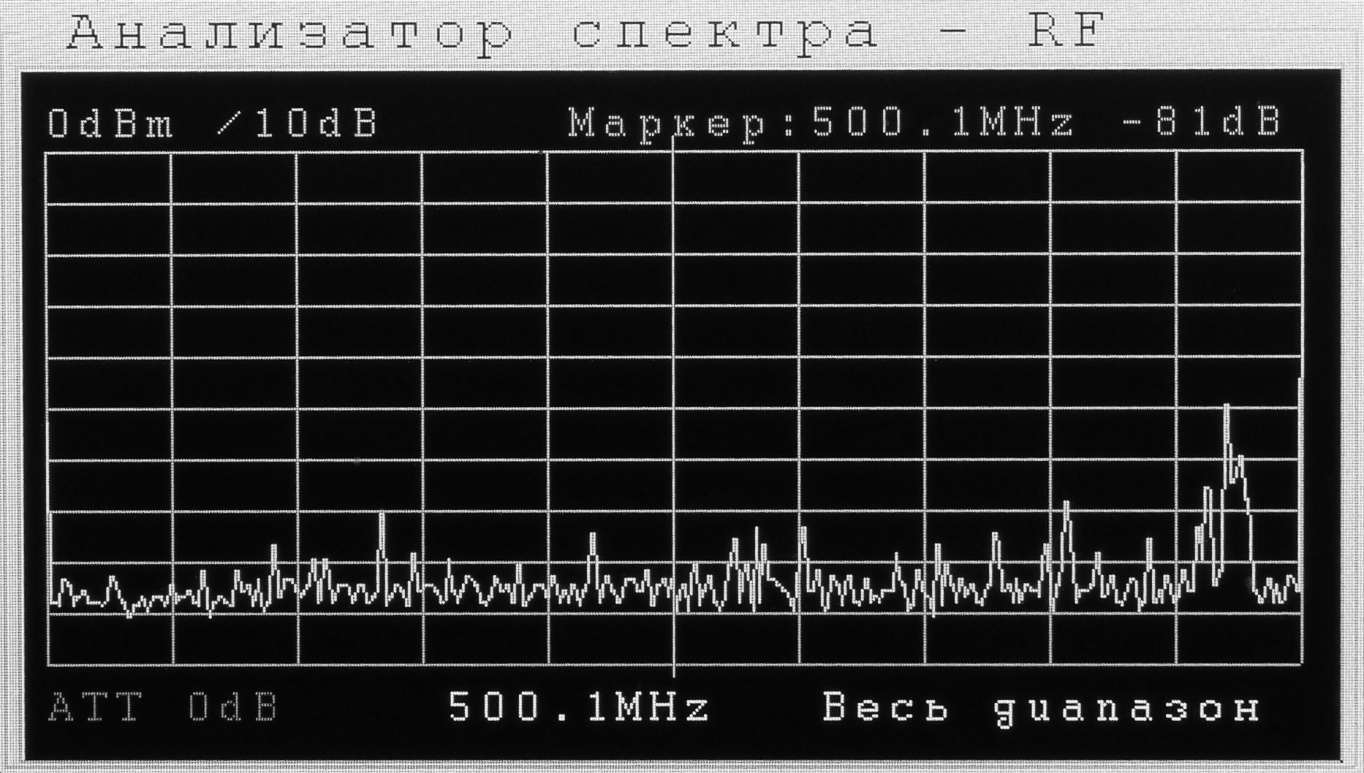 Анализатор спектра - RF
0dBm /10dB Маркер:500.1MHz -81dB
ATT 0dB 500 1MHz Весь диапазон